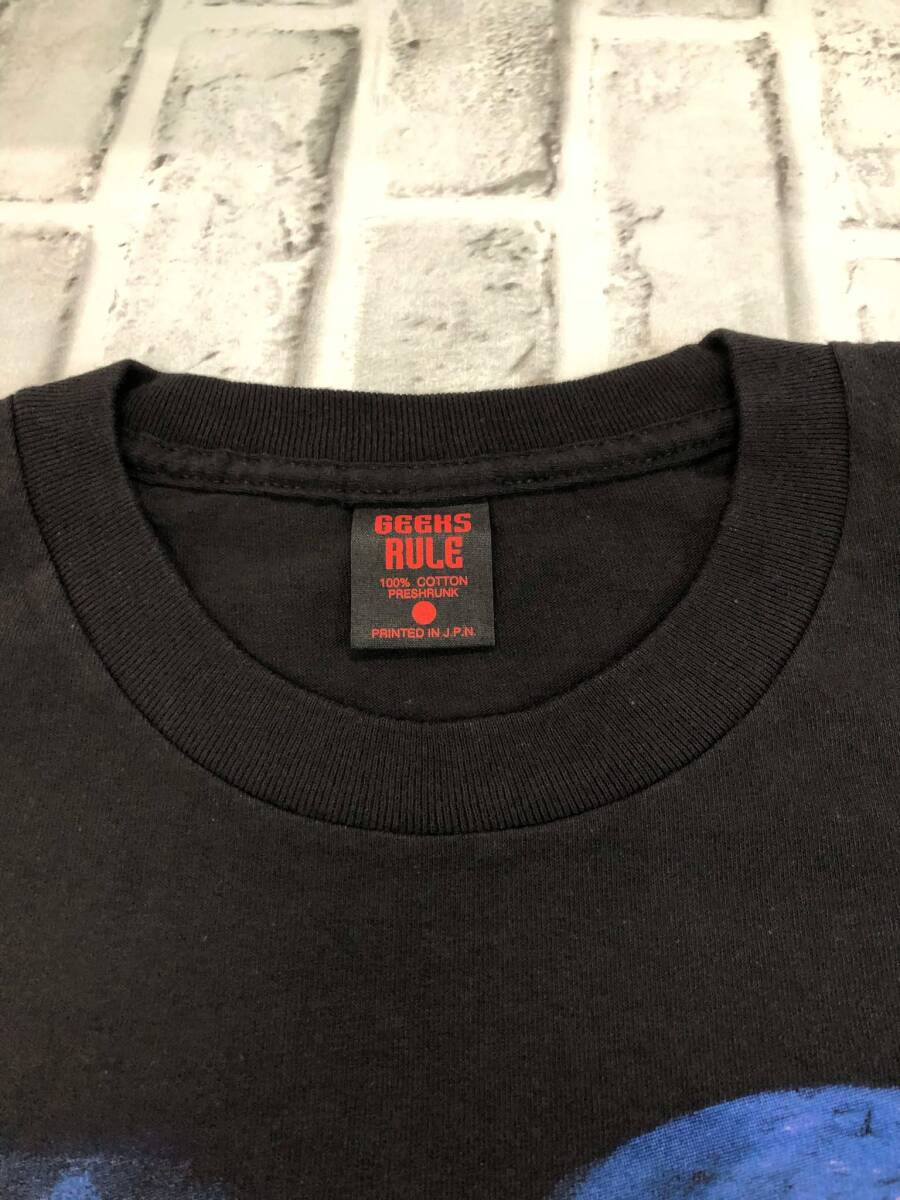 GEEKS
RULE
100% COTTON
PRESHRUNK
PRINTED IN J.P.N.